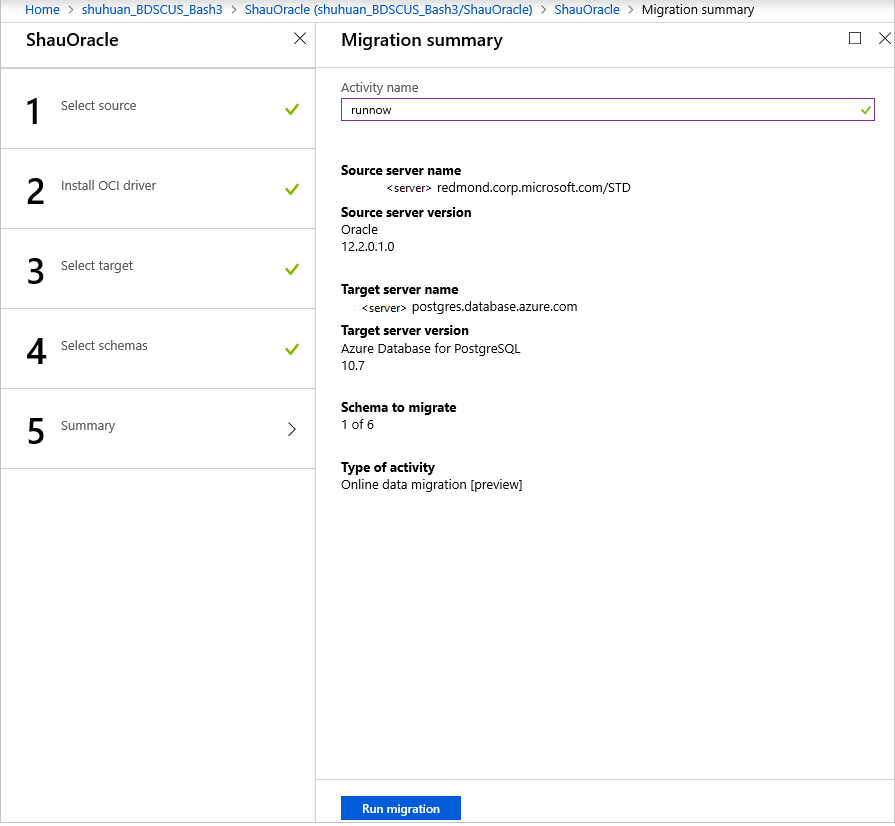 Home > shuhuan_BDSCUS_Bash3 > ShauOracle (shuhuan_BDSCUS_Bash3/ShauOracle) > ShauOracle > Migration summary
ShauOracle
1 Select source
2 Install OCI driver
3 Select target
4 Select schemas
5 Summary
Migration summary
Activity name
runnow
Source server name
<server> redmond.corp.microsoft.com/STD
Source server version
Oracle
12.2.0.1.0
Target server name
<server> postgres.database.azure.com
Target server version
Azure Database for PostgreSQL
10.7
Schema to migrate
1 of 6
Type of activity
Online data migration [preview]
Run migration